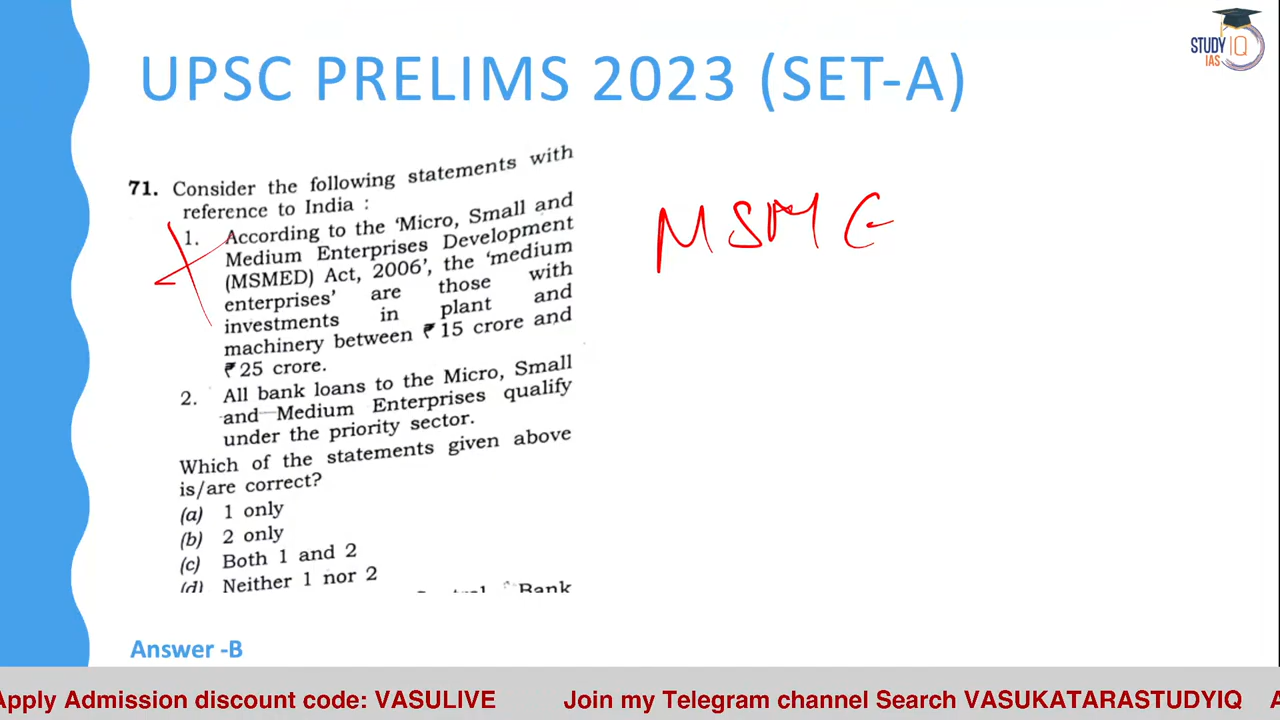 STUDY IQ
IAS
UPSC PRELIMS 2023 (SET-A)
71. Consider the following statements with
reference to India :
1. According to the 'Micro, Small and
Medium Enterprises Development
(MSMED) Act, 2006', the 'medium
enterprises' are those with
investments in plant and
machinery between ₹ 15 crore and
₹ 25 crore.
2. All bank loans to the Micro, Small
and Medium Enterprises qualify
under the priority sector.
Which of the statements given above
is/are correct?
(a) 1 only
(b) 2 only
(c) Both 1 and 2
(d) Neither 1 nor 2
Bank
MSME
Answer -B
Apply Admission discount code: VASULIVE Join my Telegram channel Search VASUKATARASTUDYIQ